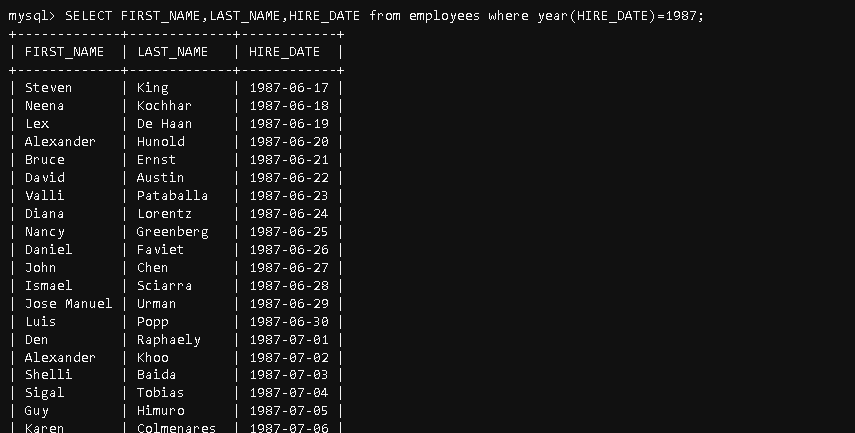 mysql> SELECT FIRST_NAME,LAST_NAME,HIRE_DATE from employees where year(HIRE_DATE)=1987;
+-------------+-------------+------------+
| FIRST_NAME  | LAST_NAME   | HIRE_DATE  |
+-------------+-------------+------------+
| Steven      | King        | 1987-06-17 |
| Neena       | Kochhar     | 1987-06-18 |
| Lex         | De Haan     | 1987-06-19 |
| Alexander   | Hunold      | 1987-06-20 |
| Bruce       | Ernst       | 1987-06-21 |
| David       | Austin      | 1987-06-22 |
| Valli       | Pataballa   | 1987-06-23 |
| Diana       | Lorentz     | 1987-06-24 |
| Nancy       | Greenberg   | 1987-06-25 |
| Daniel      | Faviet      | 1987-06-26 |
| John        | Chen        | 1987-06-27 |
| Ismael      | Sciarra     | 1987-06-28 |
| Jose Manuel | Urman       | 1987-06-29 |
| Luis        | Popp        | 1987-06-30 |
| Den         | Raphaely    | 1987-07-01 |
| Alexander   | Khoo        | 1987-07-02 |
| Shelli      | Baida       | 1987-07-03 |
| Sigal       | Tobias      | 1987-07-04 |
| Guy         | Himuro      | 1987-07-05 |
| Karen       | Colmenares  | 1987-07-06 |